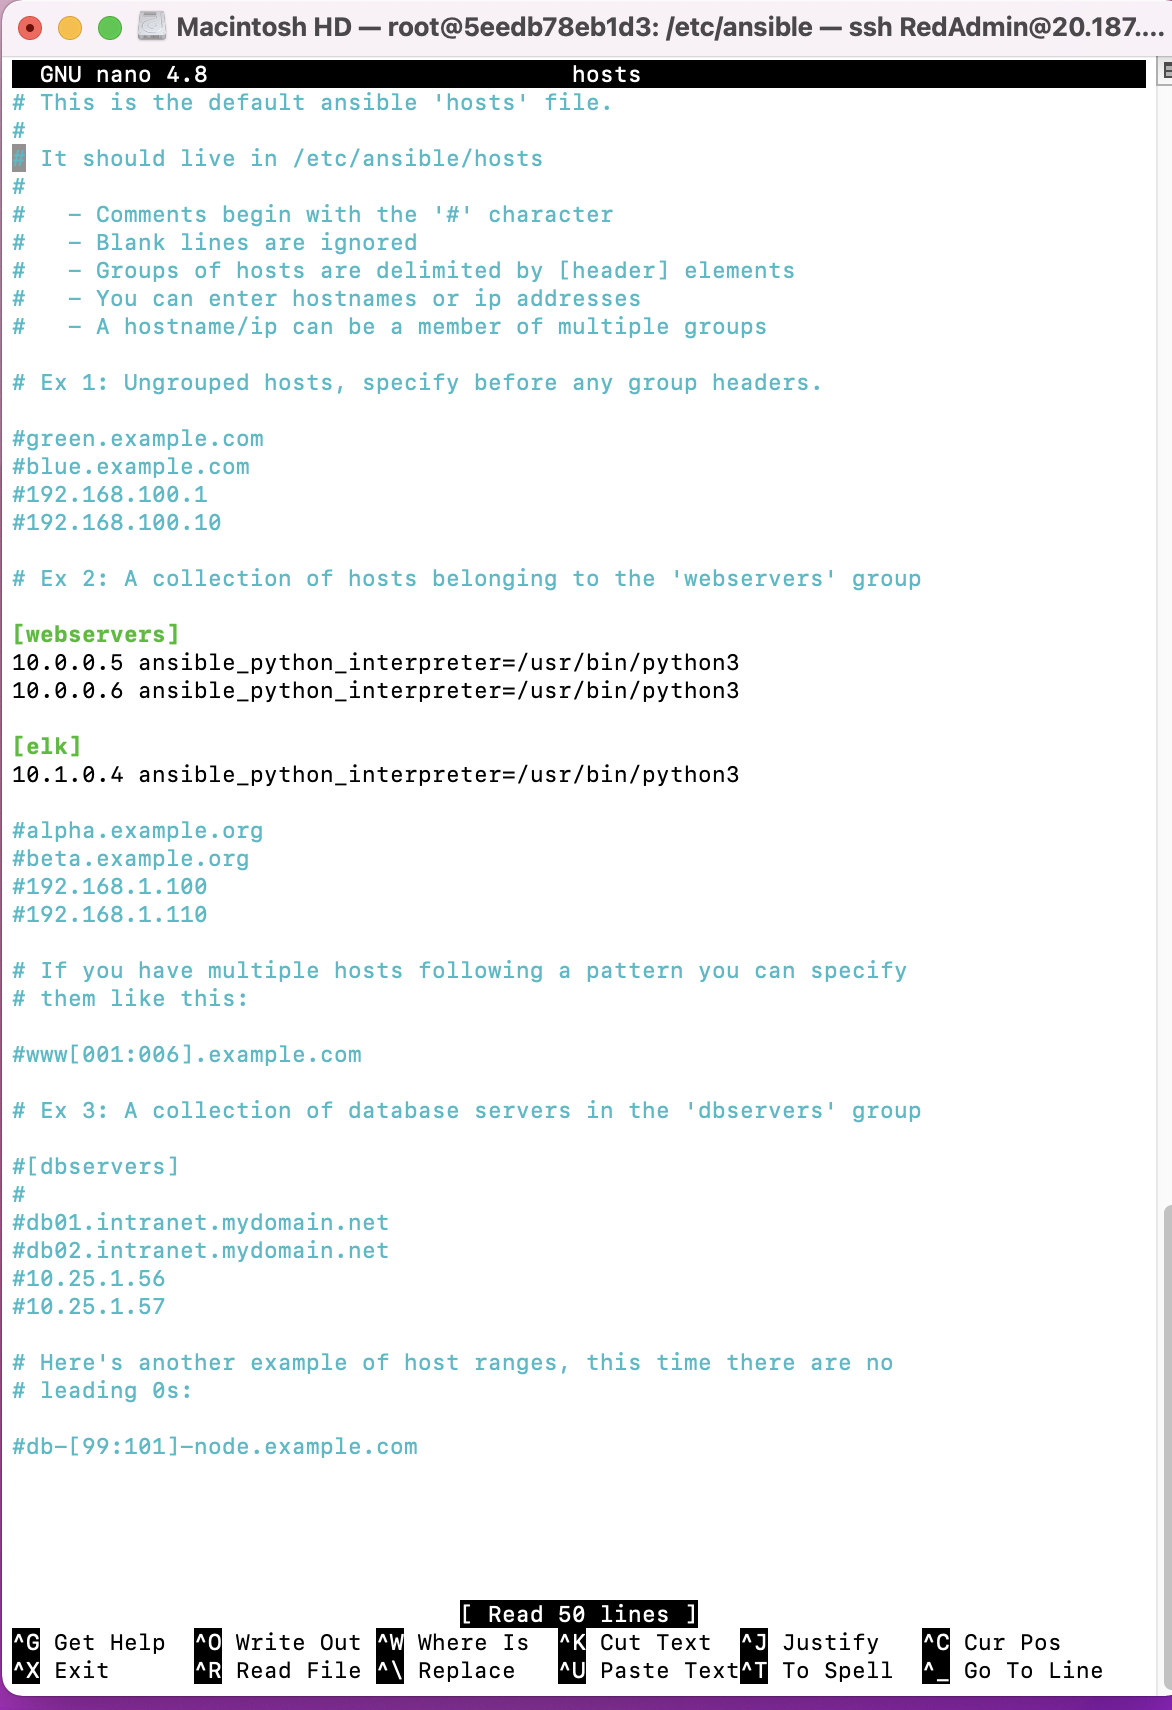 Macintosh HD — root@5eedb78eb1d3: /etc/ansible — ssh RedAdmin@20.187....
GNU nano 4.8 hosts
# This is the default ansible 'hosts' file.
#
# It should live in /etc/ansible/hosts
#
#   - Comments begin with the '#' character
#   - Blank lines are ignored
#   - Groups of hosts are delimited by [header] elements
#   - You can enter hostnames or ip addresses
#   - A hostname/ip can be a member of multiple groups
# Ex 1: Ungrouped hosts, specify before any group headers.
#green.example.com
#blue.example.com
#192.168.100.1
#192.168.100.10
# Ex 2: A collection of hosts belonging to the 'webservers' group
[webservers]
10.0.0.5 ansible_python_interpreter=/usr/bin/python3
10.0.0.6 ansible_python_interpreter=/usr/bin/python3
[elk]
10.1.0.4 ansible_python_interpreter=/usr/bin/python3
#alpha.example.org
#beta.example.org
#192.168.1.100
#192.168.1.110
# If you have multiple hosts following a pattern you can specify
# them like this:
#www[001:006].example.com
# Ex 3: A collection of database servers in the 'dbservers' group
#[dbservers]
#
#db01.intranet.mydomain.net
#db02.intranet.mydomain.net
#10.25.1.56
#10.25.1.57
# Here's another example of host ranges, this time there are no
# leading 0s:
#db-[99:101]-node.example.com
[ Read 50 lines ]
^G Get Help ^O Write Out ^W Where Is ^K Cut Text ^J Justify ^C Cur Pos
^X Exit ^R Read File ^\ Replace ^U Paste Text ^T To Spell ^_ Go To Line